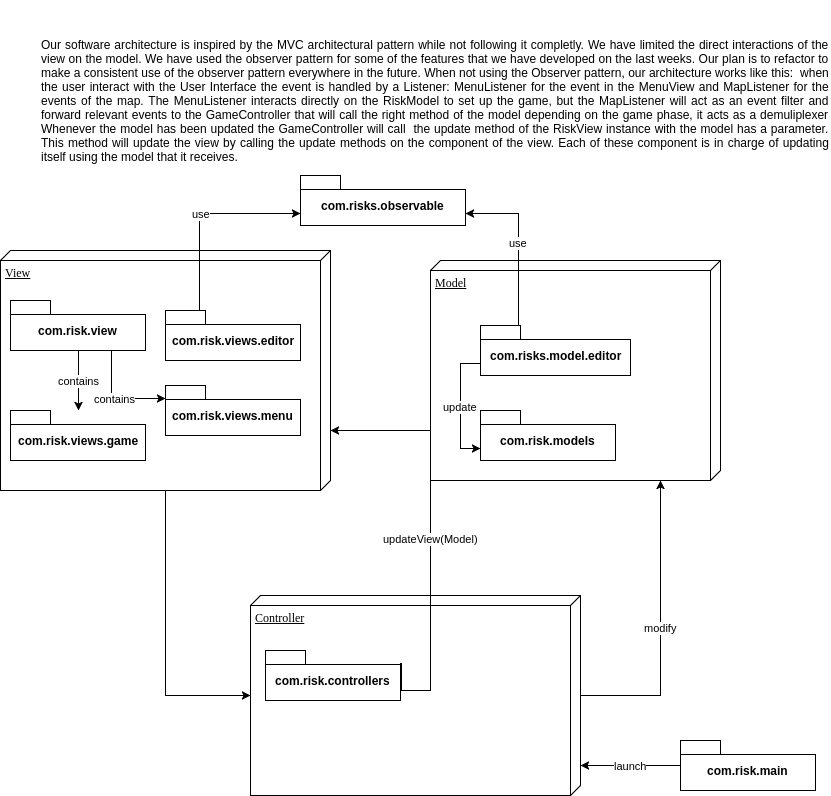 Our software architecture is inspired by the MVC architectural pattern while not following it completly. We have limited the direct interactions of the
view on the model. We have used the observer pattern for some of the features that we have developed on the last weeks. Our plan is to refactor to
make a consistent use of the observer pattern everywhere in the future. When not using the Observer pattern, our architecture works like this:  when
the user interact with the User Interface the event is handled by a Listener: MenuListener for the event in the MenuView and MapListener for the
events of the map. The MenuListener interacts directly on the RiskModel to set up the game, but the MapListener will act as an event filter and
forward relevant events to the GameController that will call the right method of the model depending on the game phase, it acts as a demuliplexer
Whenever the model has been updated the GameController will call  the update method of the RiskView instance with the model has a parameter.
This method will update the view by calling the update methods on the component of the view. Each of these component is in charge of updating
itself using the model that it receives.
com.risks.observable
use
use
View
Model
com.risk.view
com.risk.views.editor
com.risks.model.editor
contains
contains
com.risk.views.menu
update
com.risk.views.game
com.risk.models
updateView(Model)
Controller
modify
com.risk.controllers
launch
com.risk.main